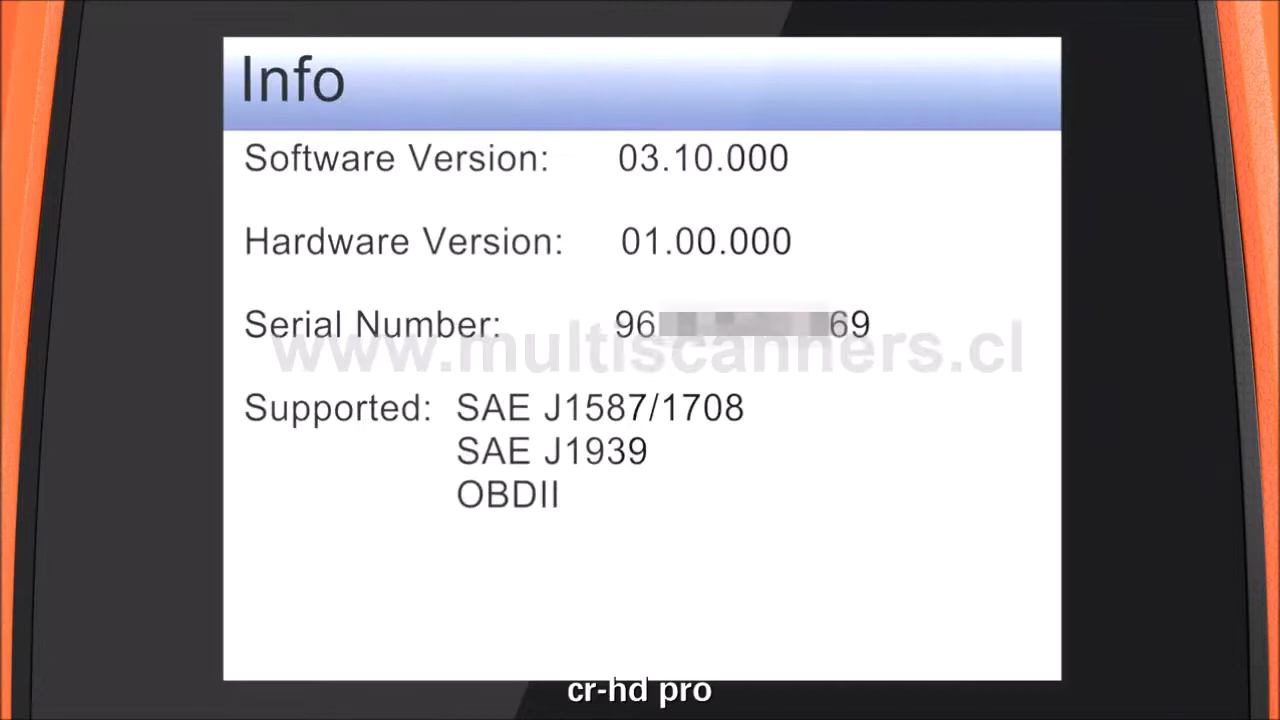 Info
Software Version: 03.10.000
Hardware Version: 01.00.000
Serial Number: 96 69
www.multiscanners.cl
Supported: SAE J1587/1708
SAE J1939
OBDII
cr-hd pro